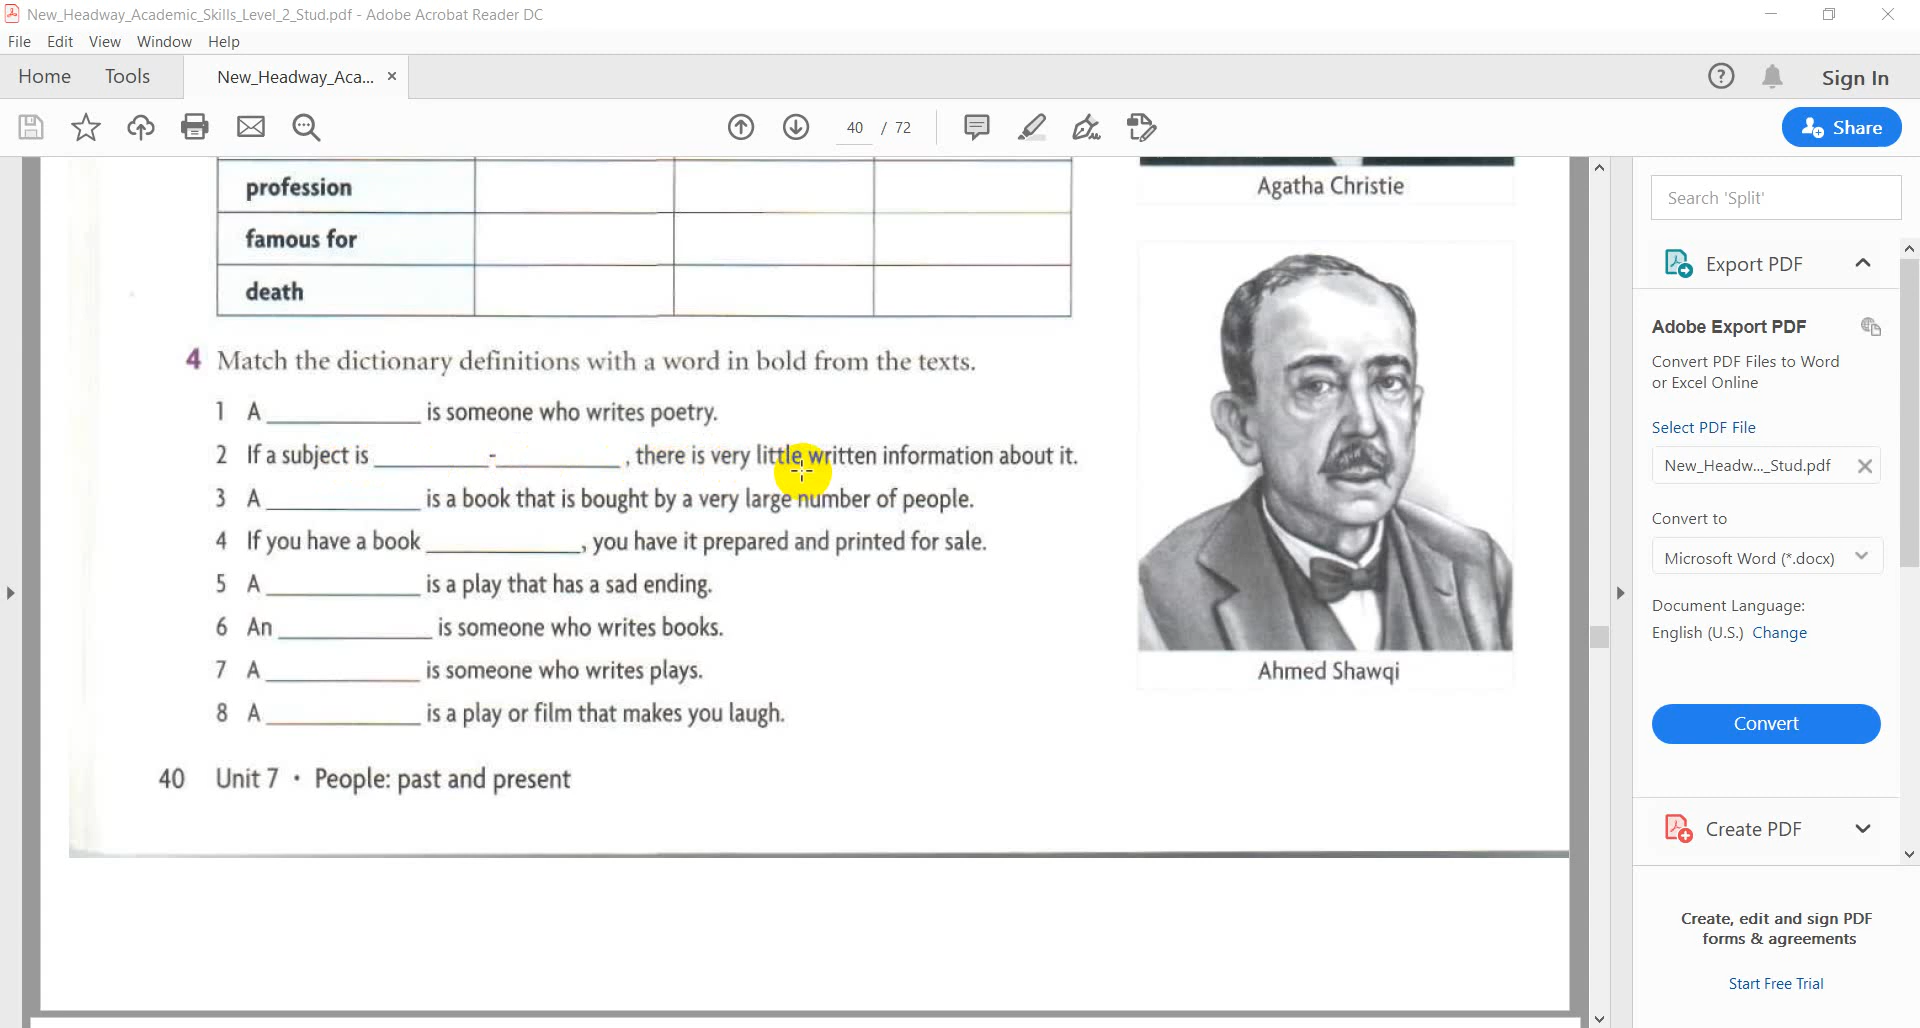 New_Headway_Academic_Skills_Level_2_Stud.pdf - Adobe Acrobat Reader DC
File Edit View Window Help
Home Tools New_Headway_Aca... × Sign In
40 / 72 Share
profession
famous for
death
Agatha Christie
4 Match the dictionary definitions with a word in bold from the texts.
1 A ____________ is someone who writes poetry.
2 If a subject is _________-_________, there is very little written information about it.
3 A ____________ is a book that is bought by a very large number of people.
4 If you have a book ____________, you have it prepared and printed for sale.
5 A ____________ is a play that has a sad ending.
6 An ____________ is someone who writes books.
7 A ____________ is someone who writes plays.
8 A ____________ is a play or film that makes you laugh.
Ahmed Shawqi
40 Unit 7 • People: past and present
Search 'Split'
Export PDF
Adobe Export PDF
Convert PDF Files to Word
or Excel Online
Select PDF File
New_Headw..._Stud.pdf
Convert to
Microsoft Word (*.docx)
Document Language:
English (U.S.) Change
Convert
Create PDF
Create, edit and sign PDF
forms & agreements
Start Free Trial